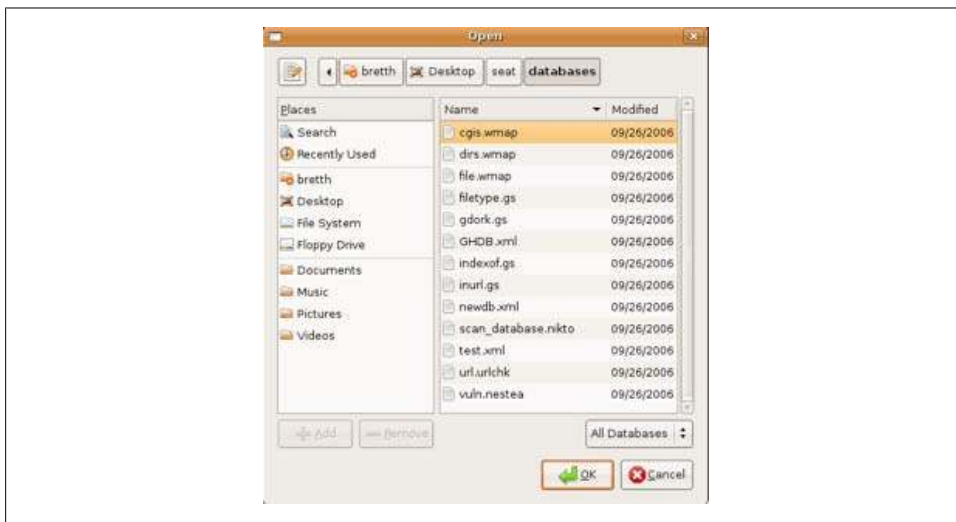 Open
bretth Desktop seat databases
Places
Search
Recently Used
bretth
Desktop
File System
Floppy Drive
Documents
Music
Pictures
Videos
Name Modified
cgis.wmap 09/26/2006
dirs.wmap 09/26/2006
file.wmap 09/26/2006
filetype.gs 09/26/2006
gdork.gs 09/26/2006
GHDB.xml 09/26/2006
indexof.gs 09/26/2006
inurl.gs 09/26/2006
newdb.xml 09/26/2006
scan_database.nikto 09/26/2006
test.xml 09/26/2006
url.urlchk 09/26/2006
vuln.nestea 09/26/2006
Add Remove All Databases
OK Cancel